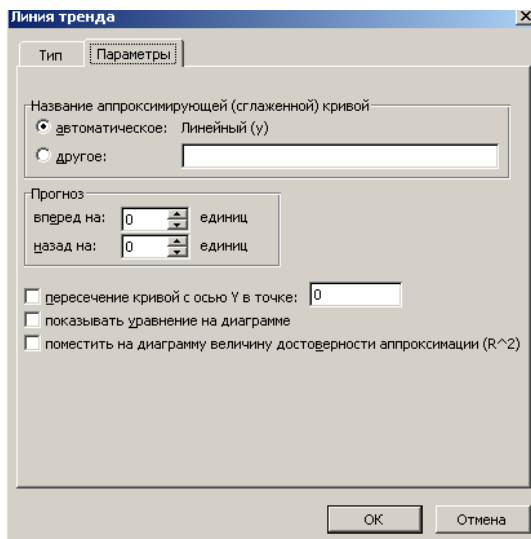 Линия тренда
Тип
Параметры
Название аппроксимирующей (сглаженной) кривой
автоматическое: Линейный (y)
другое:
Прогноз
вперед на: 0 единиц
назад на: 0 единиц
пересечение кривой с осью Y в точке: 0
показывать уравнение на диаграмме
поместить на диаграмму величину достоверности аппроксимации (R^2)
ОК
Отмена